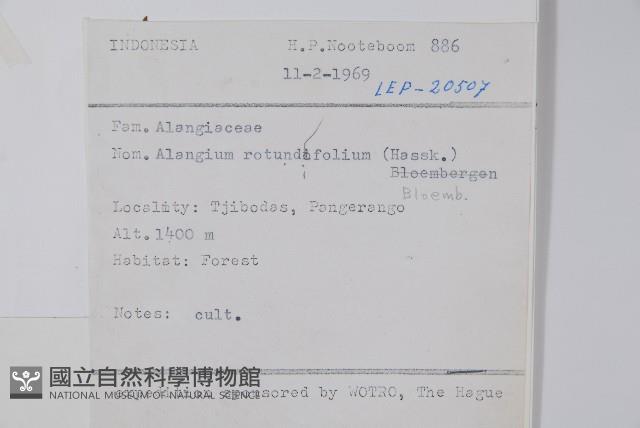 INDONESIA H.P.Nooteboom 886
11-2-1969
LEP-20507
Fam. Alangiaceae
Nom. Alangium rotundifolium (Hassk.)
Bloembergen
Bloemb.
Locality: Tjibodas, Pangerango
Alt. 1400 m
Habitat: Forest
Notes: cult.
國立自然科學博物館
NATIONAL MUSEUM OF NATURAL SCIENCE
sponsored by WOTRO, The Hague